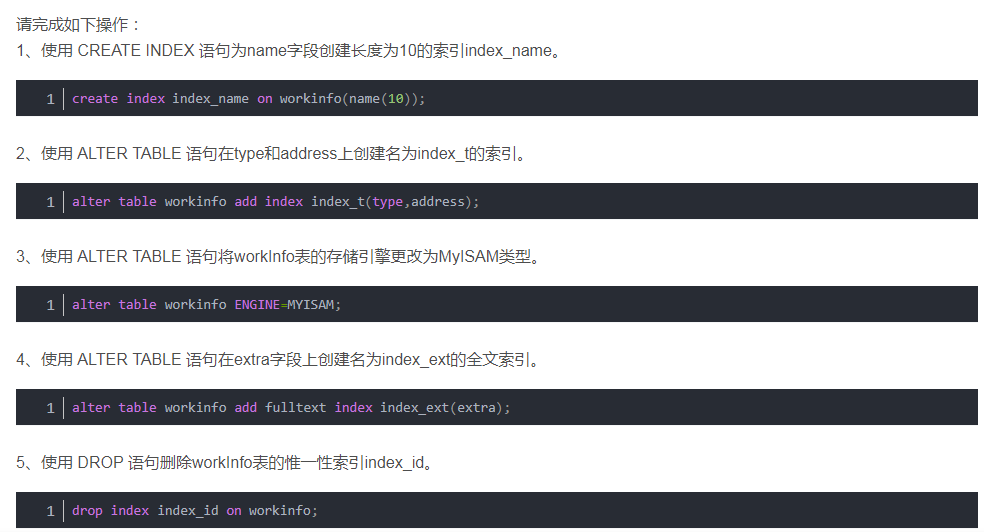 请完成如下操作：
1、使用 CREATE INDEX 语句为name字段创建长度为10的索引index_name。
1 create index index_name on workinfo(name(10));
2、使用 ALTER TABLE 语句在type和address上创建名为index_t的索引。
1 alter table workinfo add index index_t(type,address);
3、使用 ALTER TABLE 语句将workInfo表的存储引擎更改为MyISAM类型。
1 alter table workinfo ENGINE=MYISAM;
4、使用 ALTER TABLE 语句在extra字段上创建名为index_ext的全文索引。
1 alter table workinfo add fulltext index index_ext(extra);
5、使用 DROP 语句删除workInfo表的惟一性索引index_id。
1 drop index index_id on workinfo;